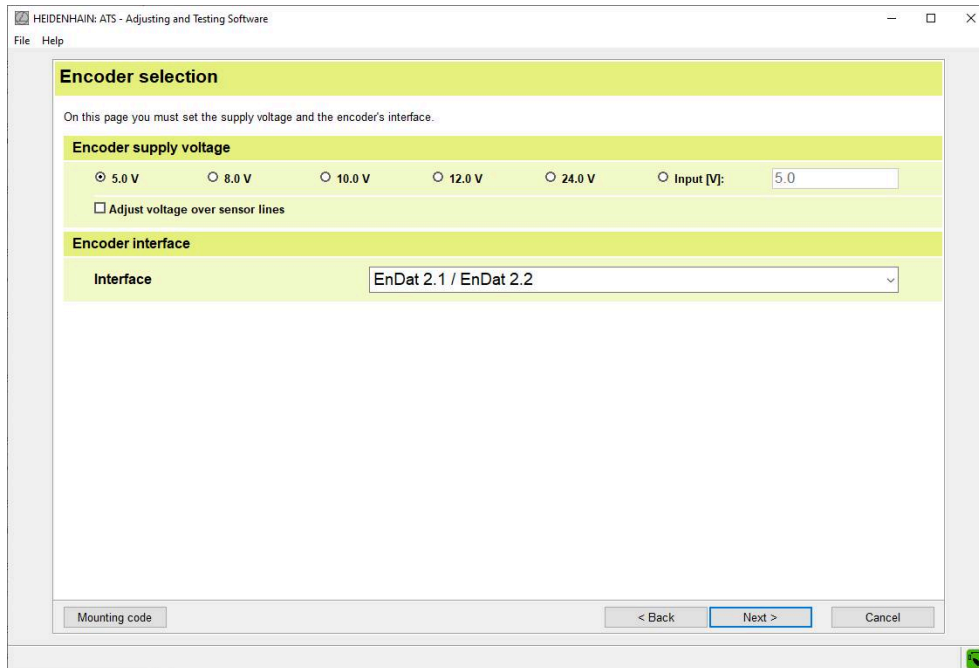 HEIDENHAIN: ATS - Adjusting and Testing Software
File Help
Encoder selection
On this page you must set the supply voltage and the encoder's interface.
Encoder supply voltage
5.0 V 8.0 V 10.0 V 12.0 V 24.0 V Input [V]: 5.0
Adjust voltage over sensor lines
Encoder interface
Interface EnDat 2.1 / EnDat 2.2
Mounting code < Back Next > Cancel